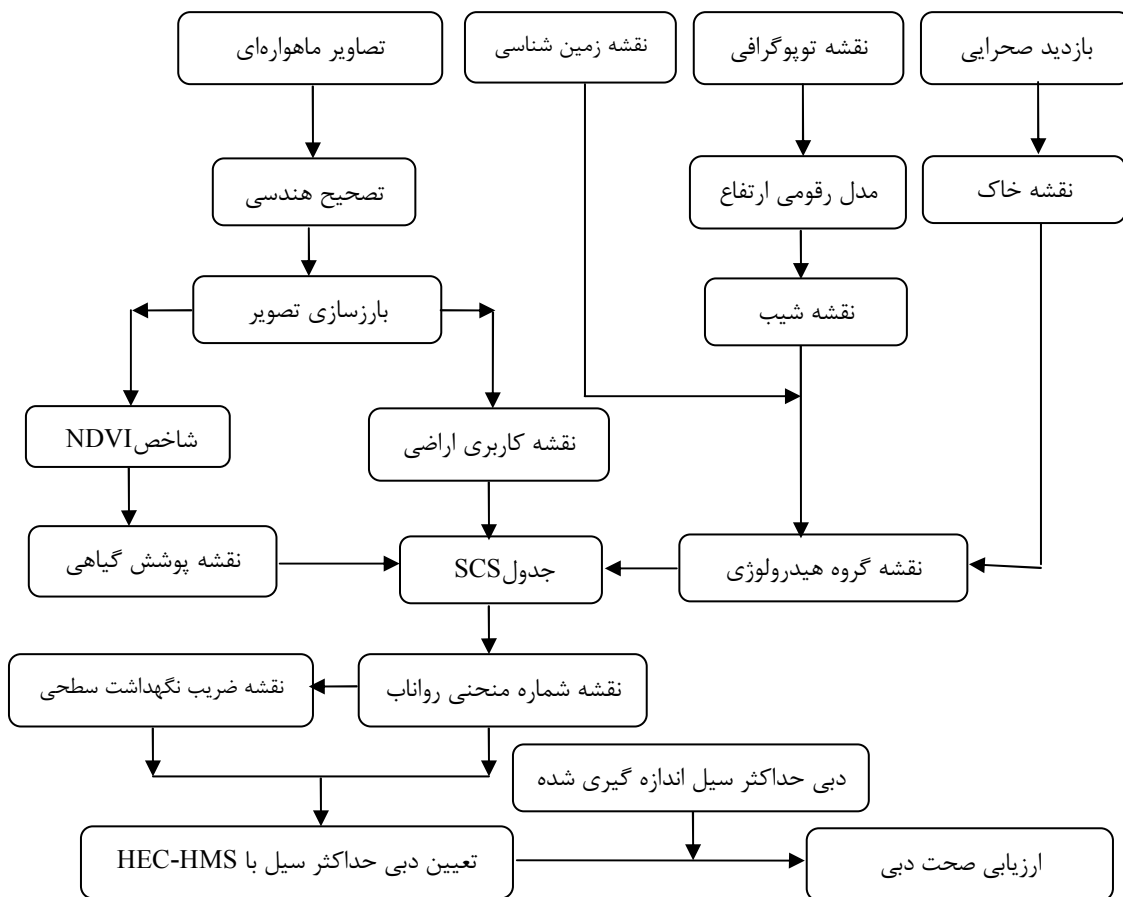 بازدید صحرایی
نقشه توپوگرافی
نقشه زمین شناسی
تصاویر ماهواره‌ای
نقشه خاک
مدل رقومی ارتفاع
تصحیح هندسی
نقشه شیب
بارزسازی تصویر
نقشه کاربری اراضی
شاخصNDVI
نقشه گروه هیدرولوژی
جدولSCS
نقشه پوشش گیاهی
نقشه شماره منحنی رواناب
نقشه ضریب نگهداشت سطحی
دبی حداکثر سیل اندازه گیری شده
تعیین دبی حداکثر سیل با HEC-HMS
ارزیابی صحت دبی